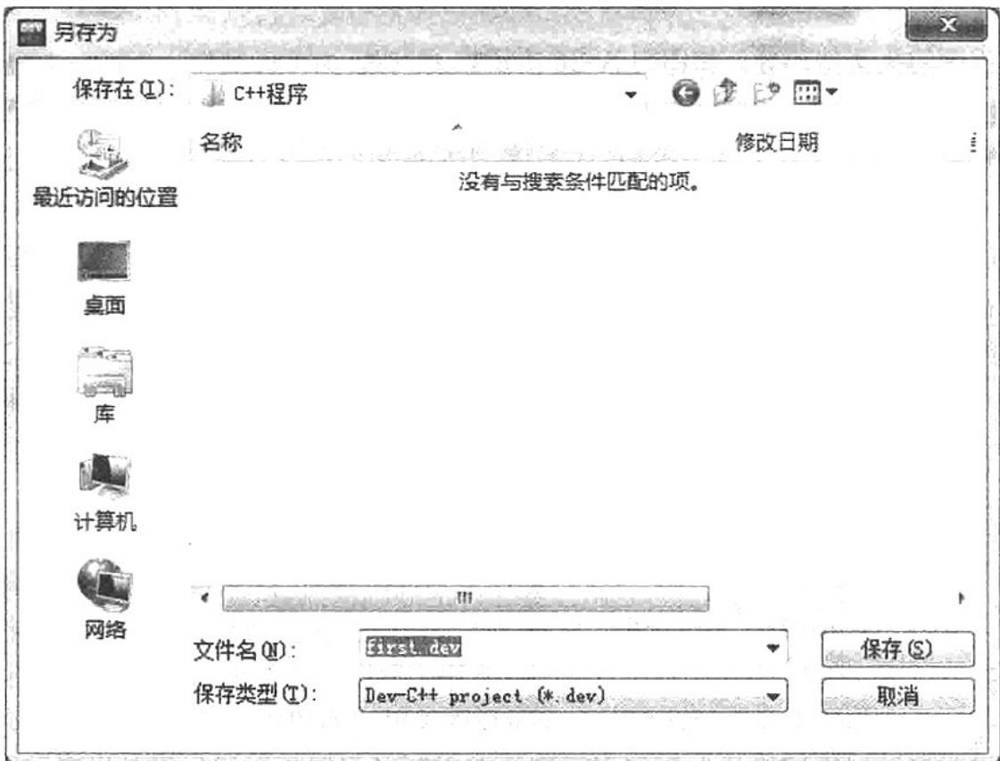 DEV 另存为
保存在(I):
C++程序
名称
修改日期
没有与搜索条件匹配的项。
最近访问的位置
桌面
库
计算机
网络
文件名(N):
first.dev
保存(S)
保存类型(T):
Dev-C++ project (*.dev)
取消